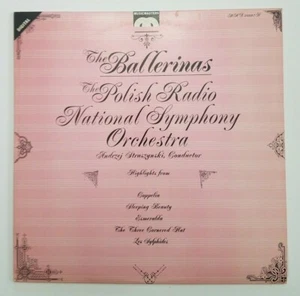 The Ballerinas
The Polish Radio
National Symphony
Orchestra
Andrzej Straszynski, Conductor
Highlights from
Coppelia
Sleeping Beauty
Esmeralda
The Three Cornered Hat
Les Sylphides